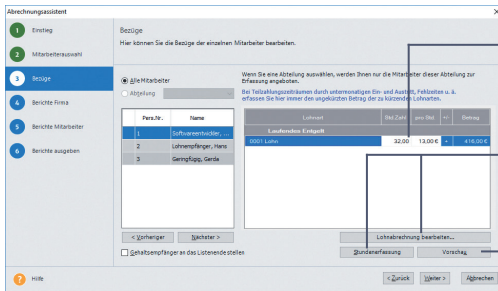 Abrechnungsassistent
1 Einstieg
2 Mitarbeiterauswahl
3 Bezüge
4 Berichte Firma
5 Berichte Mitarbeiter
6 Berichte ausgeben
Bezüge
Hier können Sie die Bezüge der einzelnen Mitarbeiter bearbeiten.
Alle Mitarbeiter
Abteilung
Wenn Sie eine Abteilung auswählen, werden Ihnen nur die Mitarbeiter dieser Abteilung zur
Erfassung angeboten.
Bei Teilzahlungszeiträumen durch untermonatigen Ein- und Austritt, Fehlzeiten u. ä.
erfassen Sie hier immer den ungekürzten Betrag der zu kürzenden Lohnarten.
Pers.Nr. Name
1 Softwareentwickler, ...
2 Lohnempfänger, Hans
3 Geringfügig, Gerda
Lohnart Std.Zahl pro Std +/- Betrag
Laufendes Entgelt
0001 Lohn 32,00 13,00 € + 416,00 €
< Vorheriger Nächster >
Gehaltsempfänger an das Listenende stellen
Lohnabrechnung bearbeiten...
Stundenerfassung Vorschau
Hilfe
< Zurück Weiter > Abbrechen